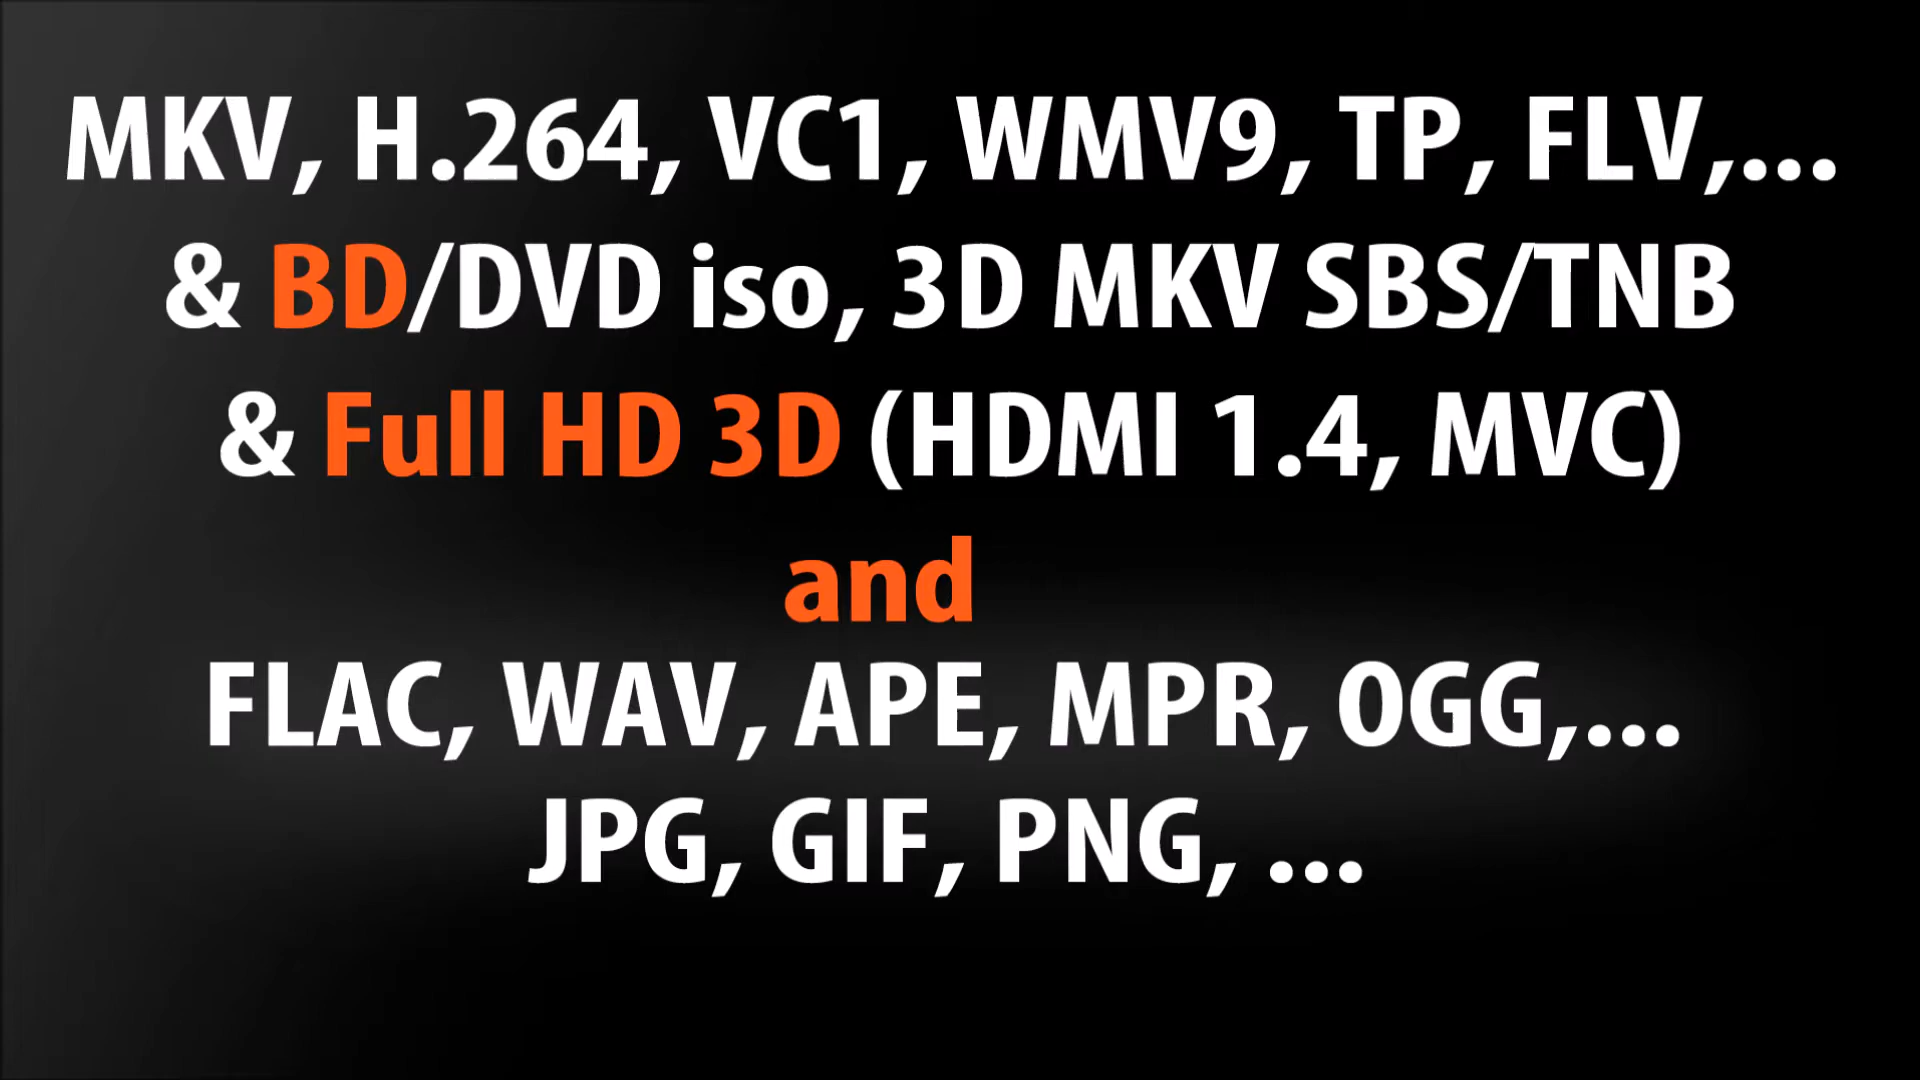 MKV, H.264, VC1, WMV9, TP, FLV,...
& BD/DVD iso, 3D MKV SBS/TNB
& Full HD 3D (HDMI 1.4, MVC)
and
FLAC, WAV, APE, MPR, OGG,...
JPG, GIF, PNG, ...